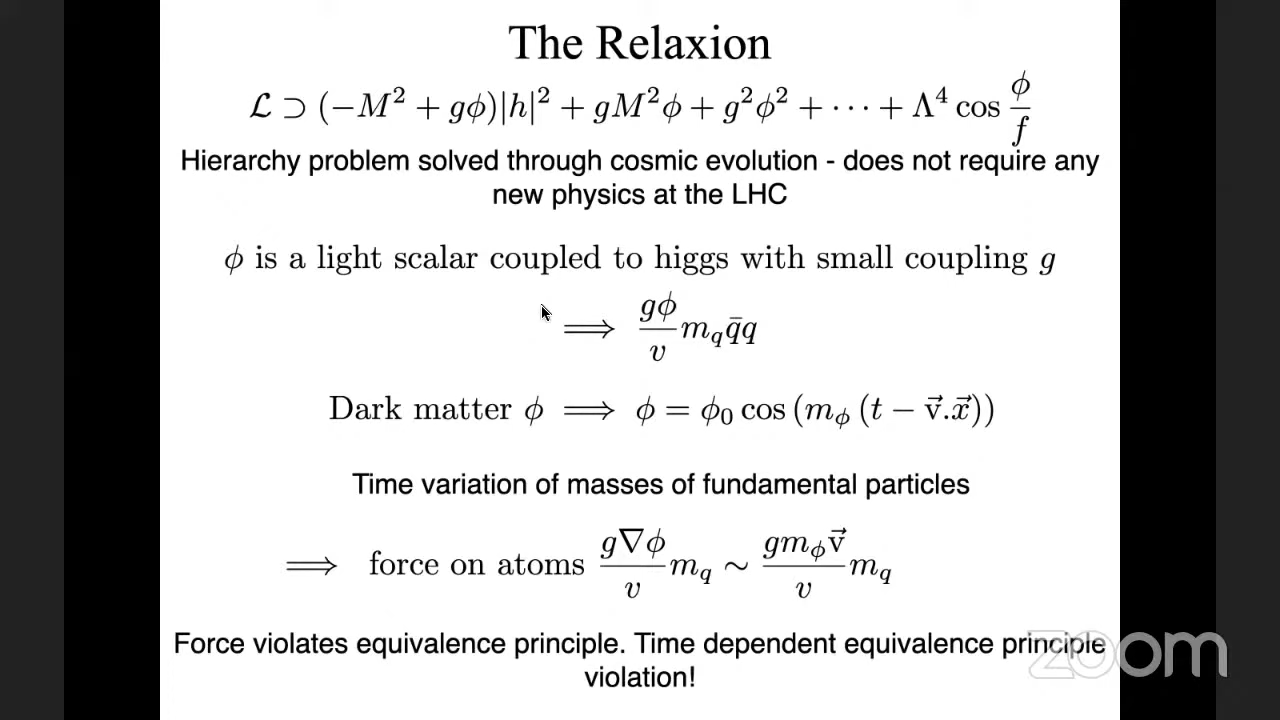 The Relaxion
ℒ ⊃ (−M² + gϕ)|h|² + gM²ϕ + g²ϕ² + ⋯ + Λ⁴ cos ϕ/f
Hierarchy problem solved through cosmic evolution - does not require any
new physics at the LHC
ϕ is a light scalar coupled to higgs with small coupling g
⟹ gϕ/v m_q q̄q
Dark matter ϕ ⟹ ϕ = ϕ₀ cos (m_ϕ (t − v⃗.x⃗))
Time variation of masses of fundamental particles
⟹ force on atoms g∇ϕ/v m_q ∼ gm_ϕv⃗/v m_q
Force violates equivalence principle. Time dependent equivalence principle
violation!
zoom